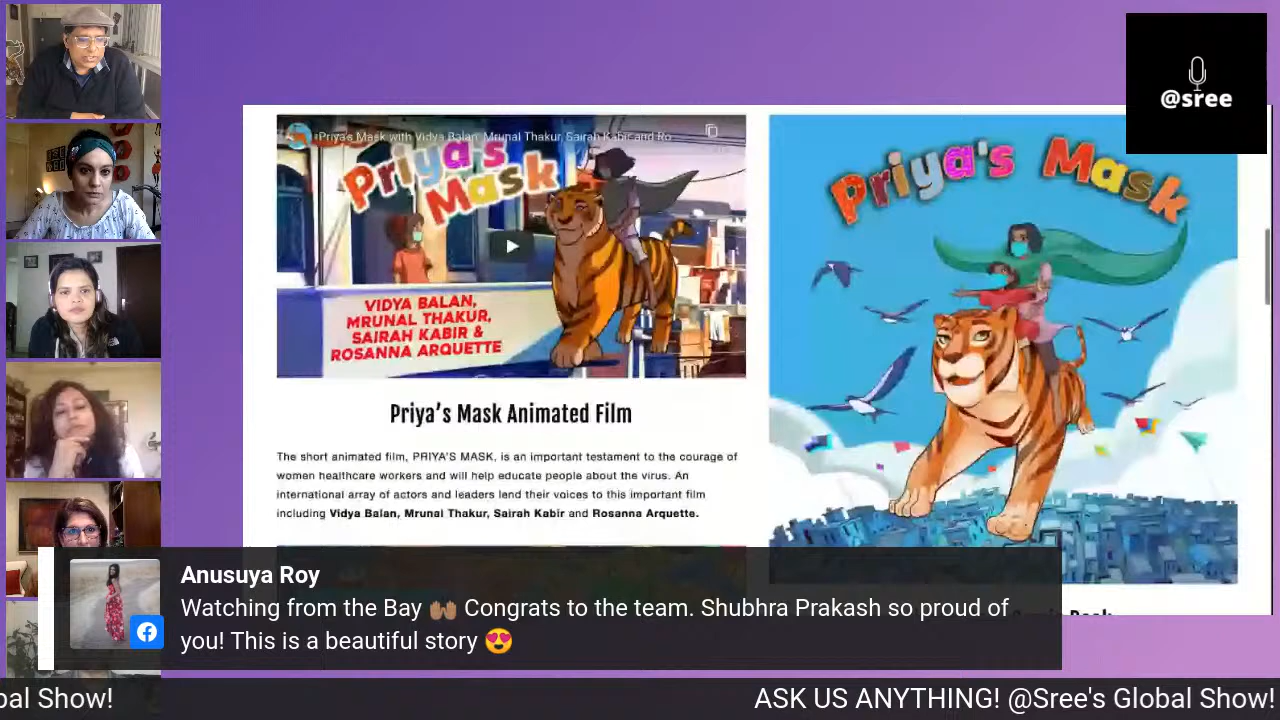 @sree
Priya's Mask with Vidya Balan, Mrunal Thakur, Sairah Kabir and Ro...
Priya's
Mask
VIDYA BALAN,
MRUNAL THAKUR,
SAIRAH KABIR &
ROSANNA ARQUETTE
Priya's Mask
Priya's Mask Animated Film
The short animated film, PRIYA'S MASK, is an important testament to the courage of
women healthcare workers and will help educate people about the virus. An
international array of actors and leaders lend their voices to this important film
including Vidya Balan, Mrunal Thakur, Sairah Kabir and Rosanna Arquette.
Anusuya Roy
Watching from the Bay 🙌🏾 Congrats to the team. Shubhra Prakash so proud of
you! This is a beautiful story 😍
bal Show!
ASK US ANYTHING! @Sree's Global Show!